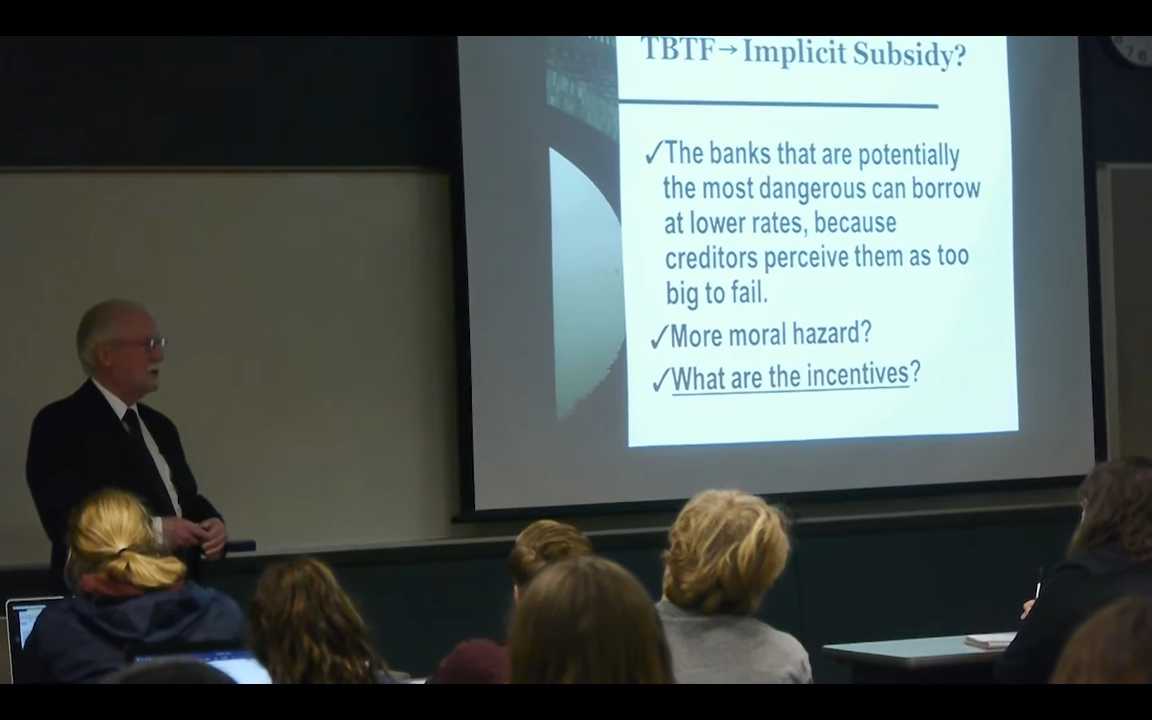 TBTF→Implicit Subsidy?
✓The banks that are potentially
the most dangerous can borrow
at lower rates, because
creditors perceive them as too
big to fail.
✓More moral hazard?
✓What are the incentives?